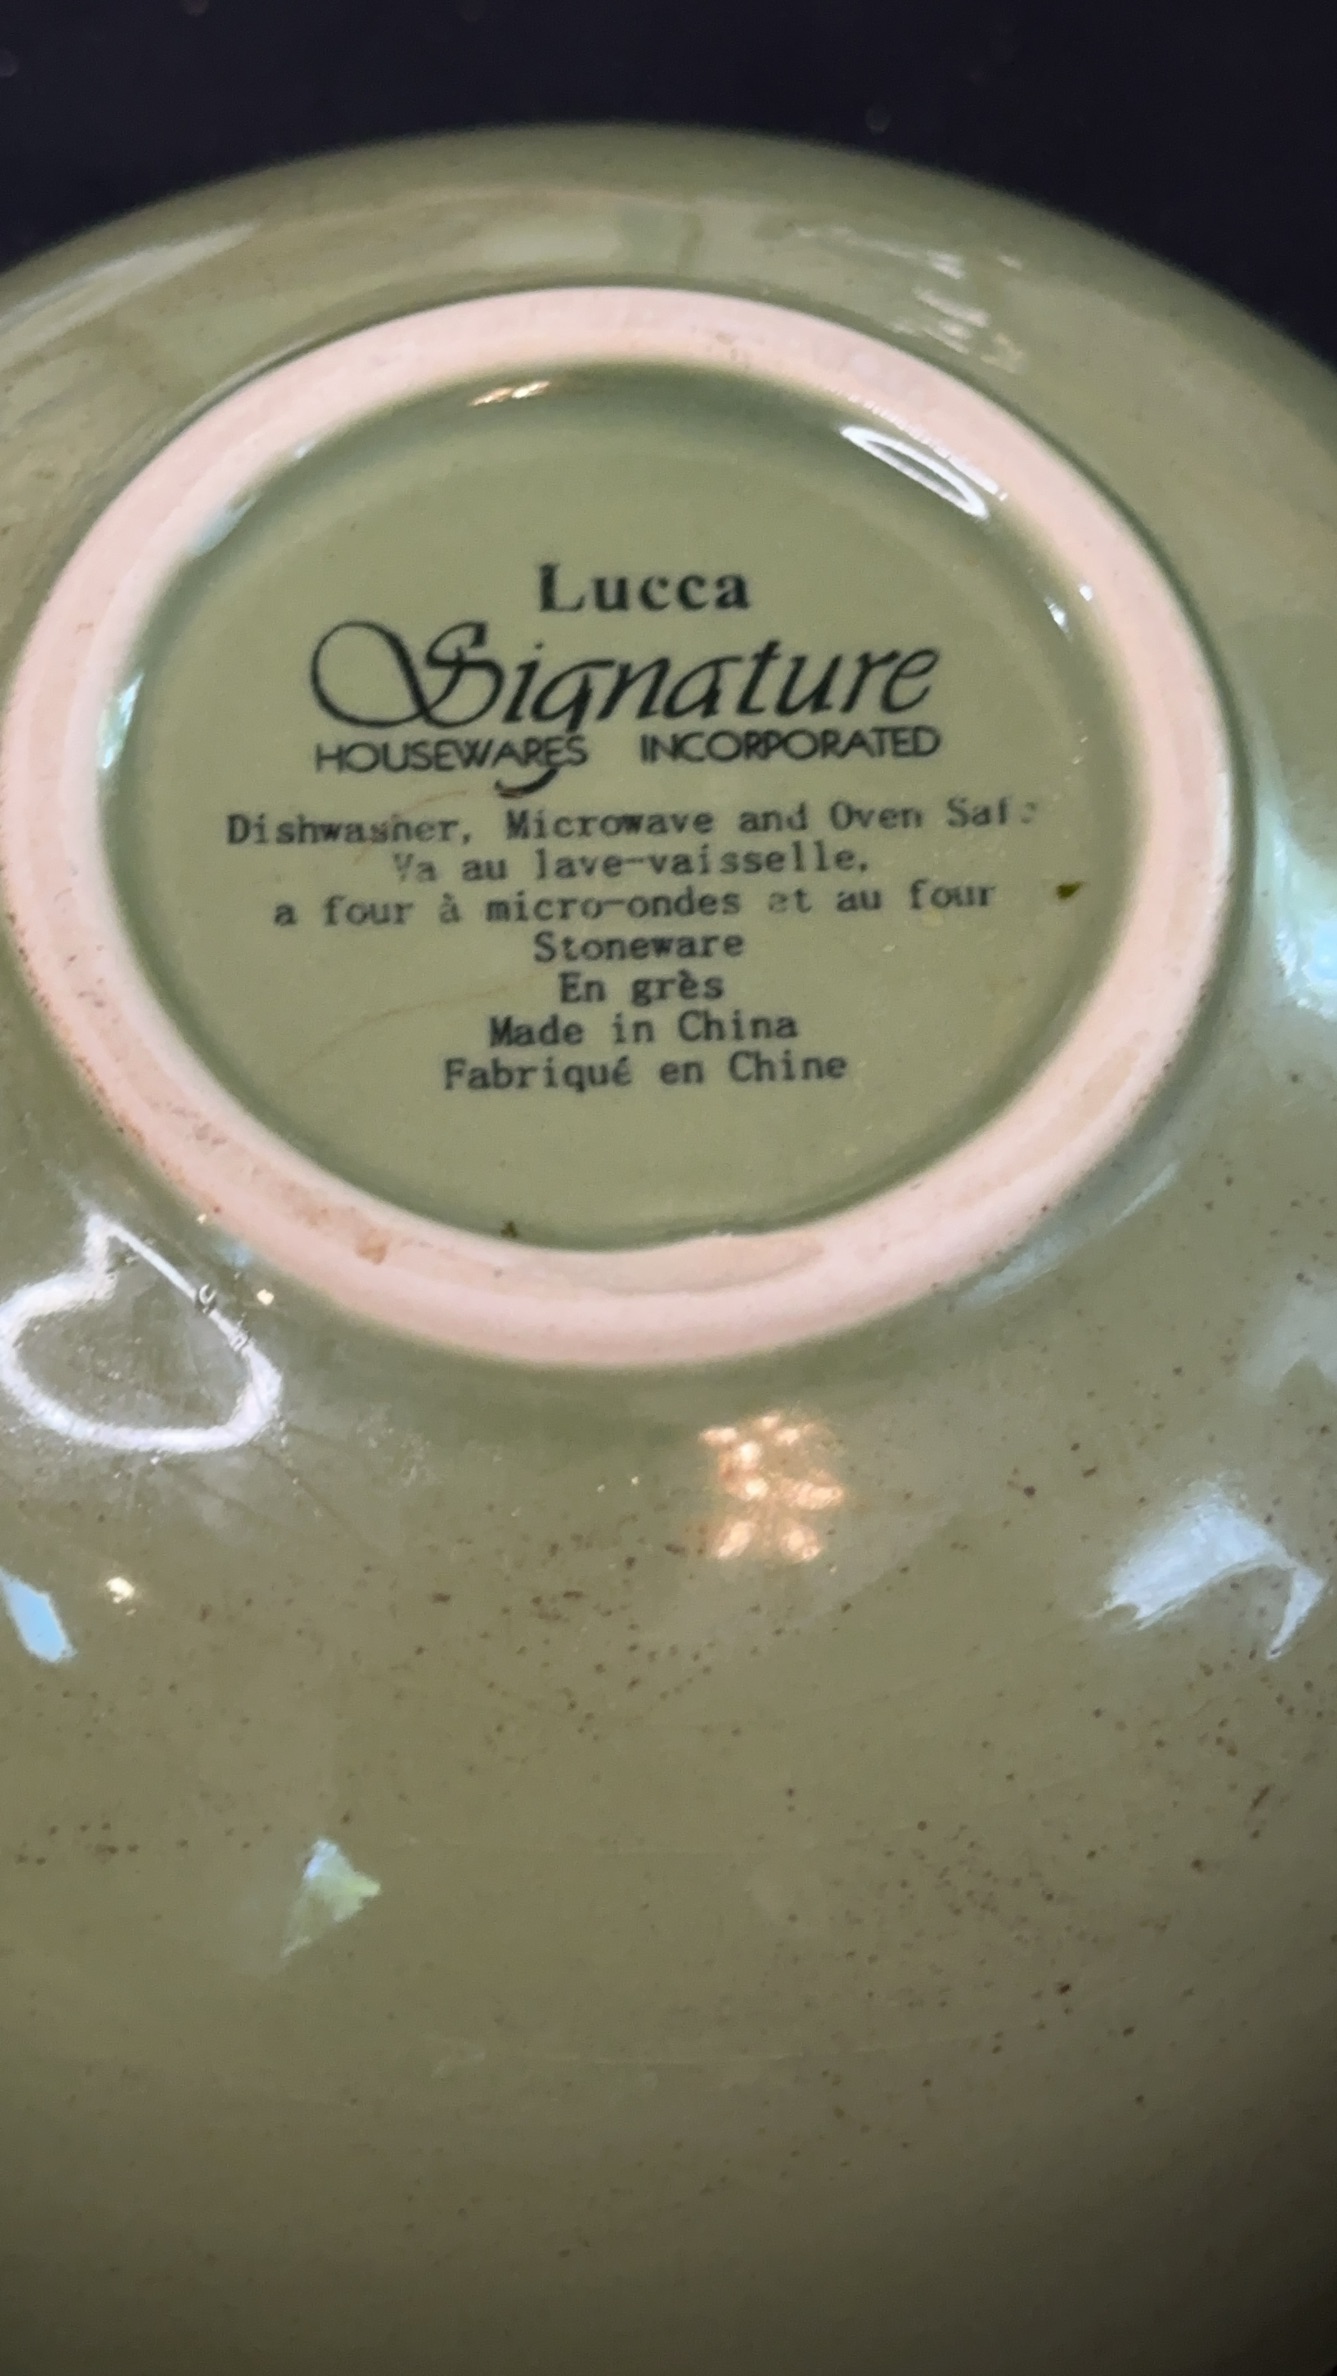 Lucca
Signature
HOUSEWARES INCORPORATED
Dishwasher, Microwave and Oven Safe
Va au lave-vaisselle,
a four à micro-ondes et au four
Stoneware
En grès
Made in China
Fabriqué en Chine